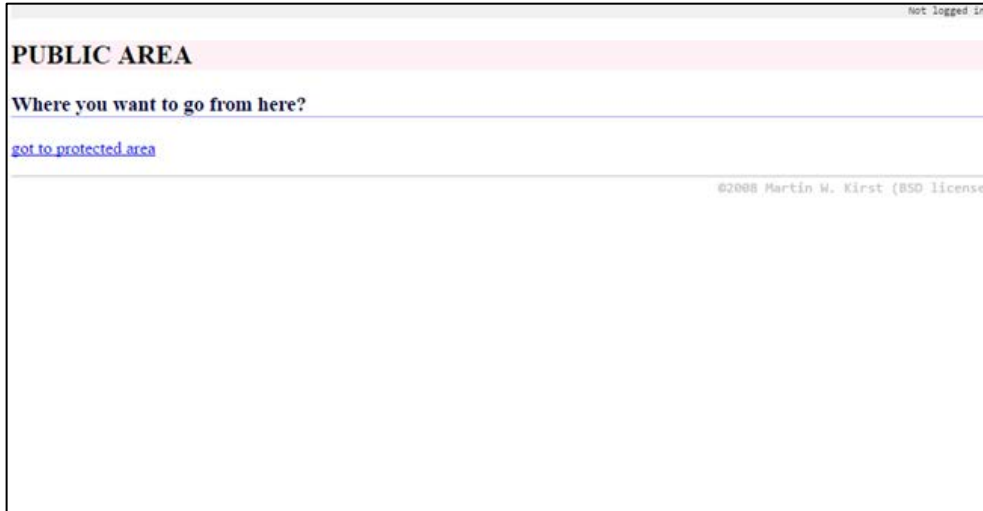 Not logged in
PUBLIC AREA
Where you want to go from here?
got to protected area
©2008 Martin W. Kirst (BSD license